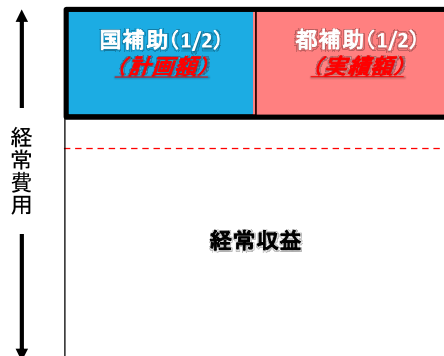 国補助(1/2)
(計画額)
都補助(1/2)
(実績額)
経常費用
経常収益